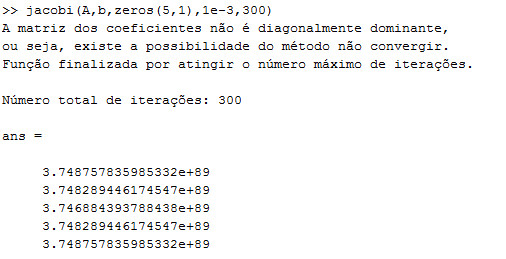 >> jacobi(A,b,zeros(5,1),1e-3,300)
A matriz dos coeficientes não é diagonalmente dominante,
ou seja, existe a possibilidade do método não convergir.
Função finalizada por atingir o número máximo de iterações.
Número total de iterações: 300
ans =
3.748757835985332e+89
3.748289446174547e+89
3.746884393788438e+89
3.748289446174547e+89
3.748757835985332e+89